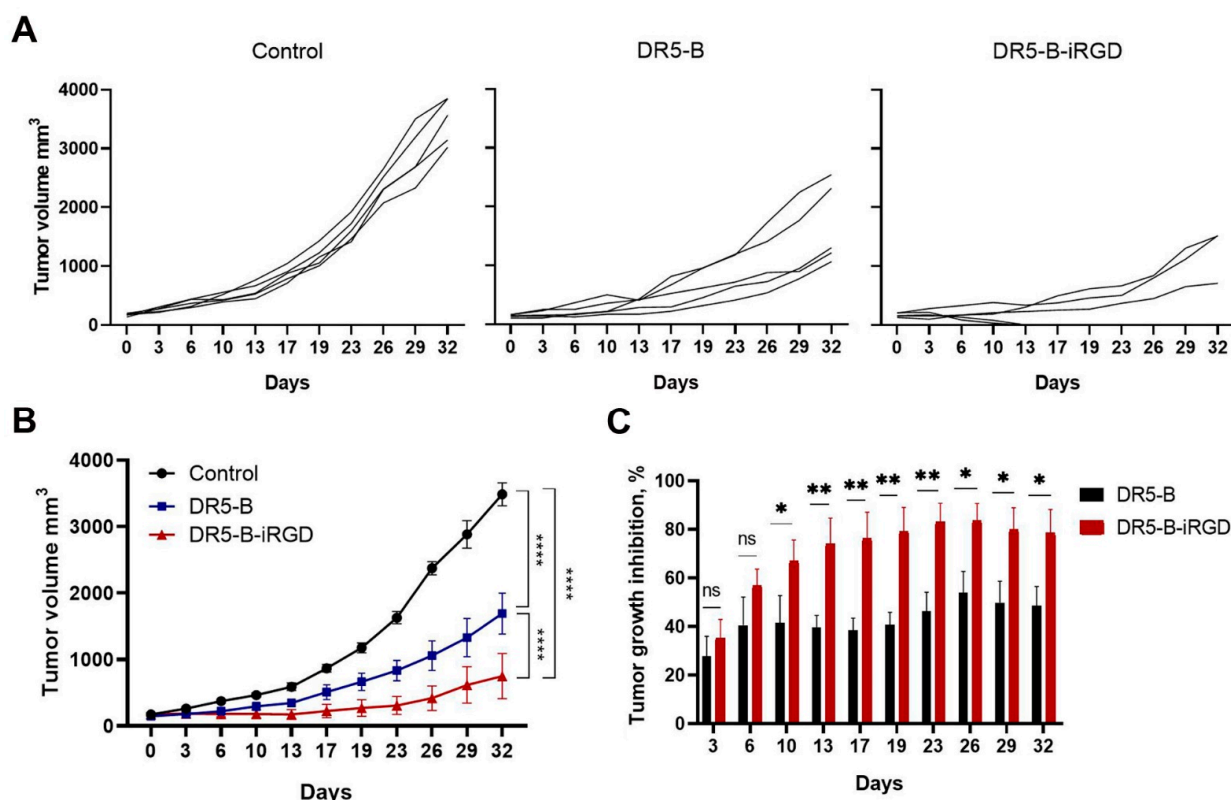 A
Control
DR5-B
DR5-B-iRGD
Tumor volume mm³
4000
3000
2000
1000
0
0 3 6 10 13 17 19 23 26 29 32
0 3 6 10 13 17 19 23 26 29 32
0 3 6 10 13 17 19 23 26 29 32
Days
Days
Days
B
Control
DR5-B
DR5-B-iRGD
Tumor volume mm³
4000
3000
2000
1000
0
****
****
****
0 3 6 10 13 17 19 23 26 29 32
Days
C
DR5-B
DR5-B-iRGD
Tumor growth inhibition, %
100
80
60
40
20
0
ns ns * ** ** ** ** * * *
3 6 10 13 17 19 23 26 29 32
Days